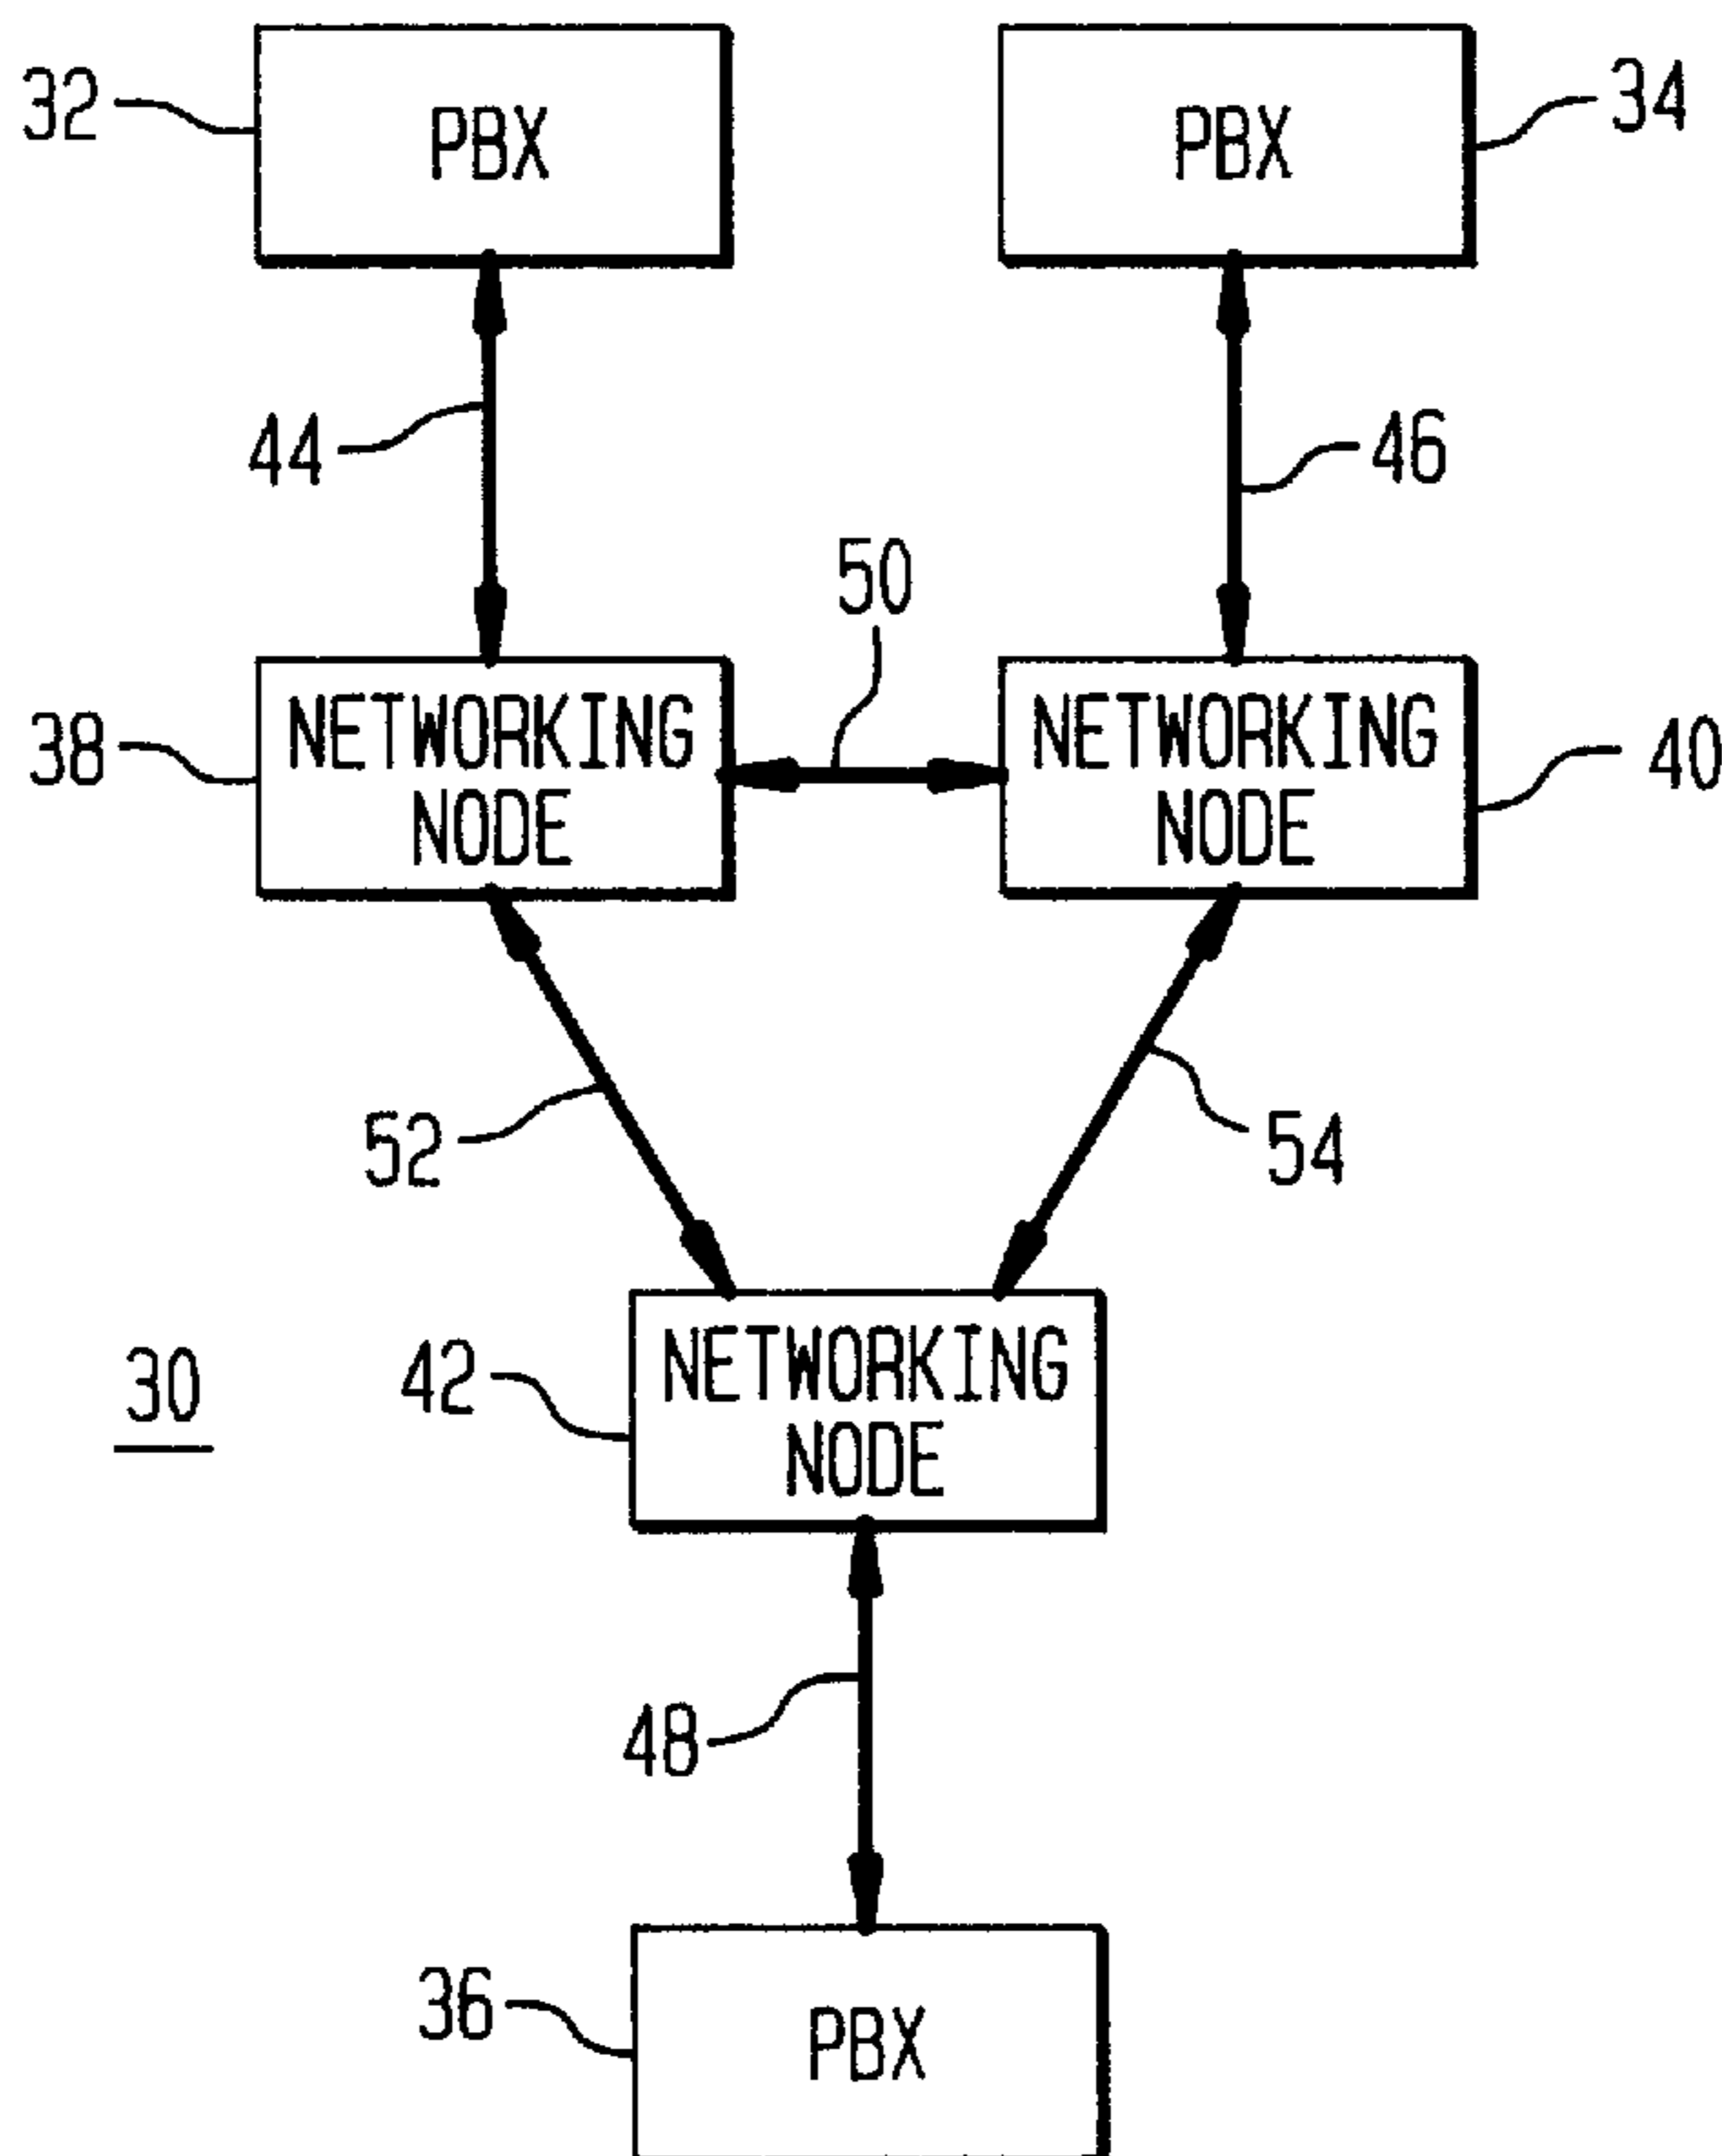 32
PBX
PBX
34
44
46
50
38
NETWORKING
NODE
NETWORKING
NODE
40
52
54
30
42
NETWORKING
NODE
48
36
PBX